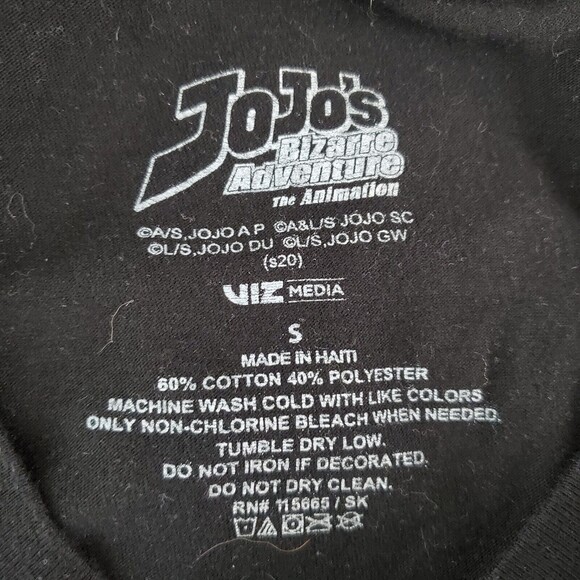 JoJo's
Bizarre
Adventure
The Animation
©A/S,JOJO A P ©A&L/S JOJO SC
©L/S,JOJO DU ©L/S,JOJO GW
(s20)
VIZ MEDIA
S
MADE IN HAITI
60% COTTON 40% POLYESTER
MACHINE WASH COLD WITH LIKE COLORS
ONLY NON-CHLORINE BLEACH WHEN NEEDED.
TUMBLE DRY LOW.
DO NOT IRON IF DECORATED.
DO NOT DRY CLEAN.
RN# 115665 / SK